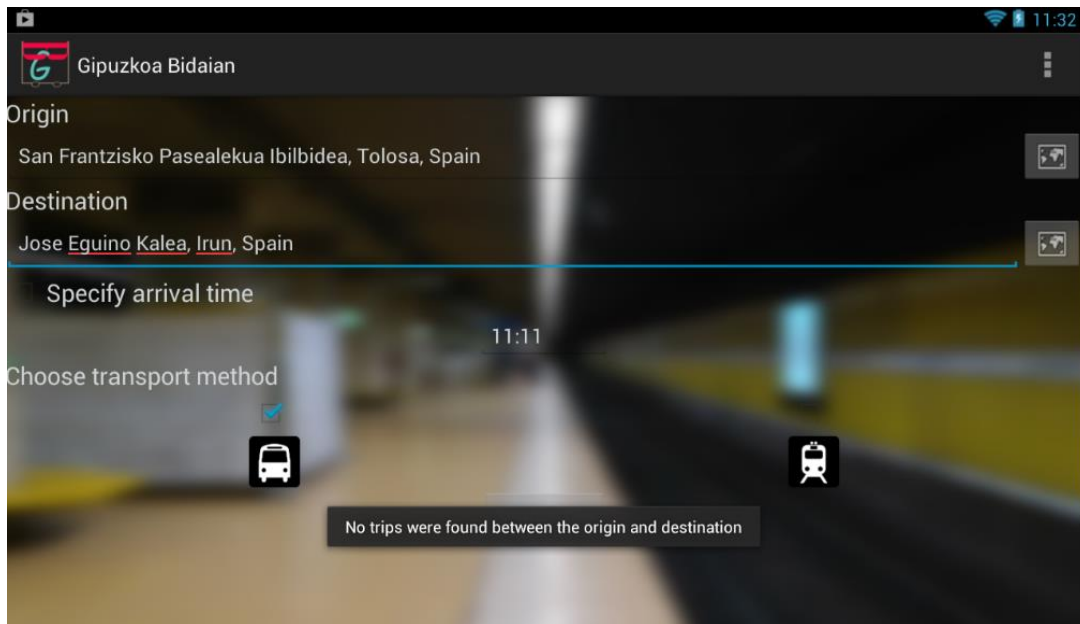 11:32
G Gipuzkoa Bidaian
Origin
San Frantzisko Pasealekua Ibilbidea, Tolosa, Spain
Destination
Jose Eguino Kalea, Irun, Spain
Specify arrival time
11:11
Choose transport method
No trips were found between the origin and destination